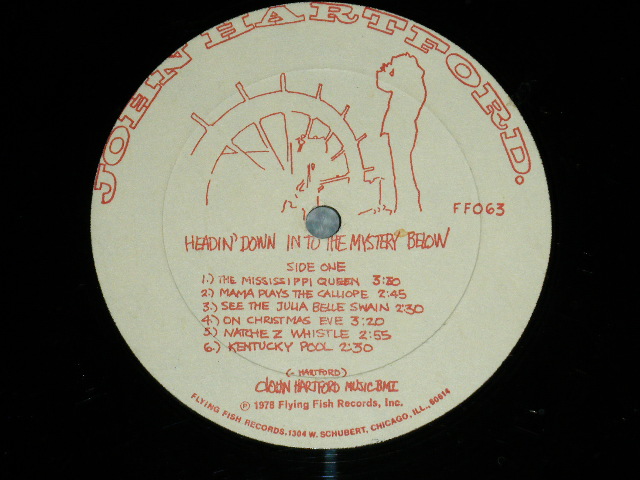 JOHN HARTFORD.
FF063
HEADIN' DOWN IN TO THE MYSTERY BELOW
SIDE ONE
1.) THE MISSISSIPPI QUEEN 3:20
2.) MAMA PLAYS THE CALLIOPE 2:45
3.) SEE THE JULIA BELLE SWAIN 2:30
4.) ON CHRISTMAS EVE 3:20
5.) NATCHEZ WHISTLE 2:55
6.) KENTUCKY POOL 2:30
(-HARTFORD)
© JOHN HARTFORD MUSIC BMI
℗ 1978 Flying Fish Records, Inc.
FLYING FISH RECORDS, 1304 W. SCHUBERT, CHICAGO, ILL., 60614